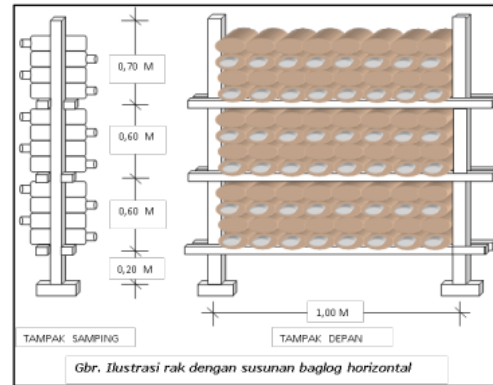 0,70 M
0,60 M
0,60 M
0,20 M
1,00 M
TAMPAK SAMPING
TAMPAK DEPAN
Gbr. Ilustrasi rak dengan susunan baglog horizontal